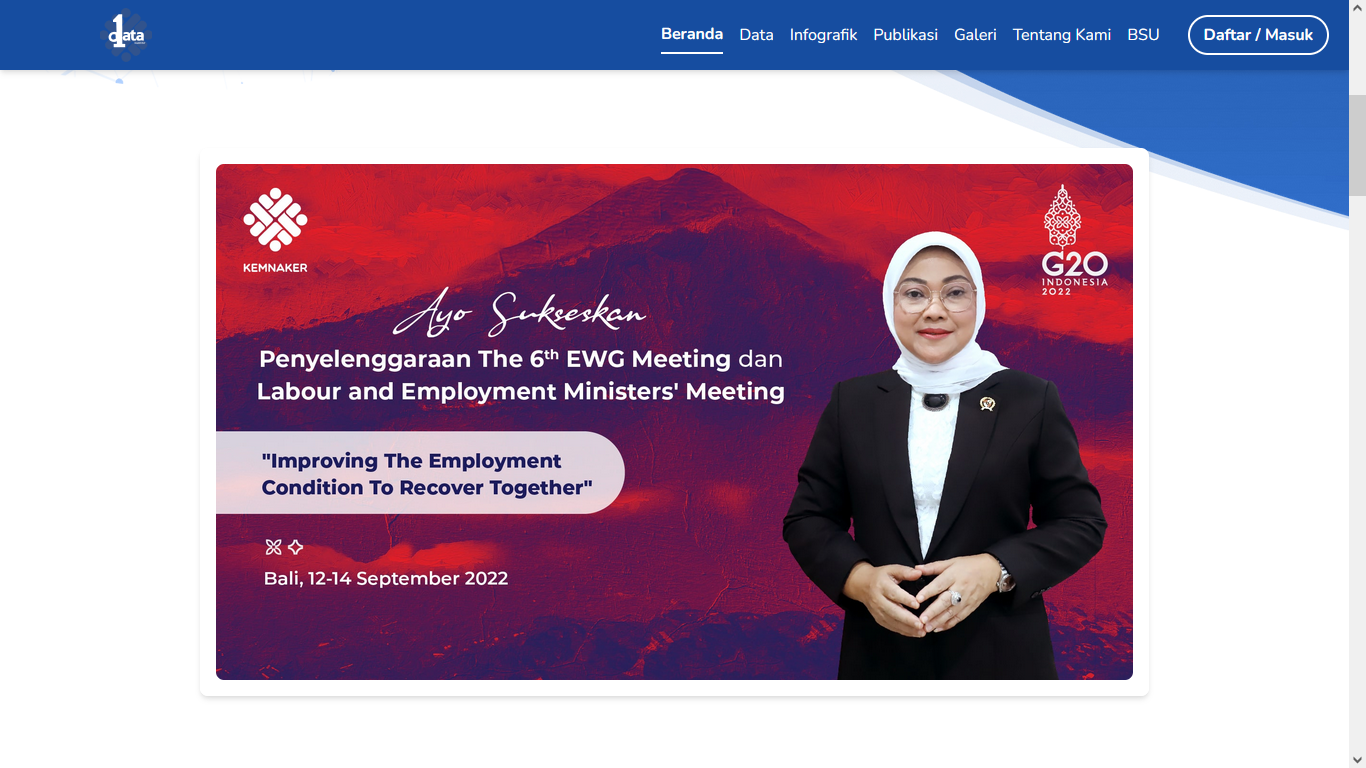 1data
Beranda Data Infografik Publikasi Galeri Tentang Kami BSU Daftar / Masuk
KEMNAKER
G20
INDONESIA
2022
Ayo Sukseskan
Penyelenggaraan The 6th EWG Meeting dan
Labour and Employment Ministers' Meeting
"Improving The Employment
Condition To Recover Together"
Bali, 12-14 September 2022